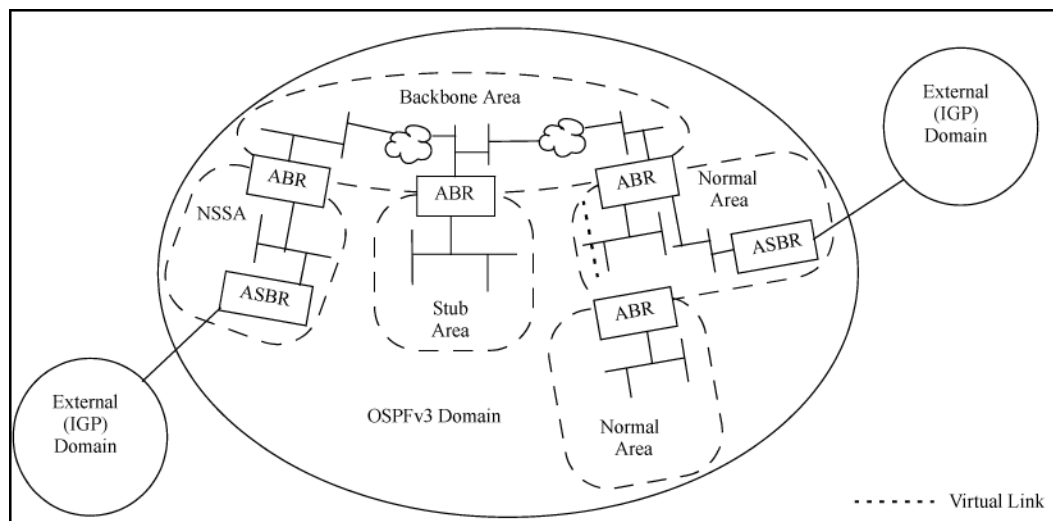 Backbone Area
External
(IGP)
Domain
ABR
ABR
ABR
Normal
Area
NSSA
ASBR
ASBR
Stub
Area
ABR
External
(IGP)
Domain
OSPFv3 Domain
Normal
Area
Virtual Link